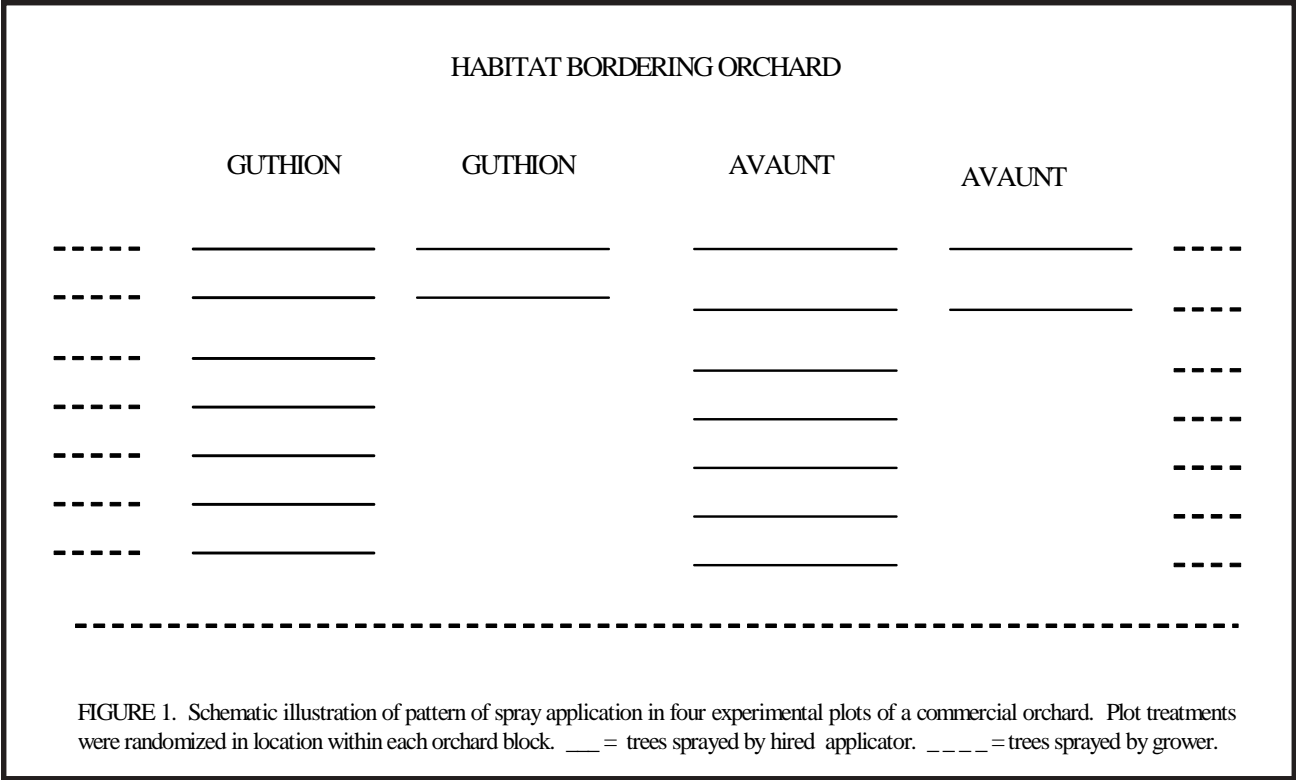 HABITAT BORDERING ORCHARD
GUTHION GUTHION AVAUNT AVAUNT
FIGURE 1. Schematic illustration of pattern of spray application in four experimental plots of a commercial orchard. Plot treatments
were randomized in location within each orchard block. ___ = trees sprayed by hired applicator. _ _ _ _ = trees sprayed by grower.